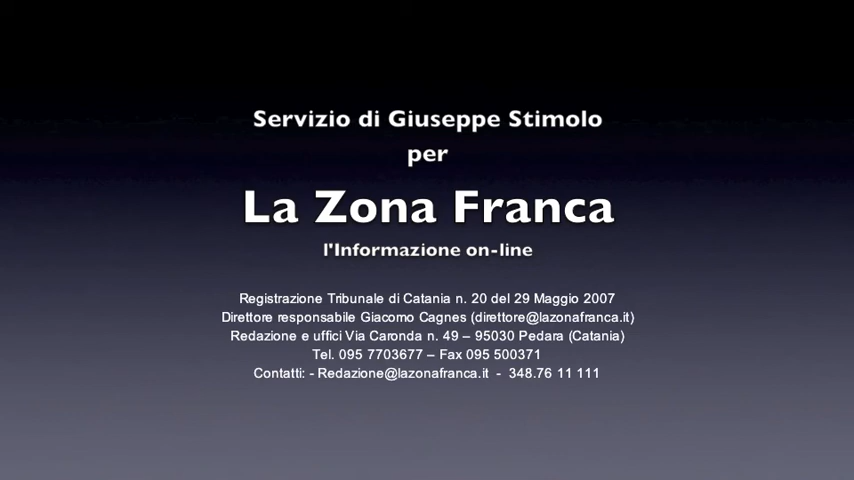 Servizio di Giuseppe Stimolo
per
La Zona Franca
l'Informazione on-line
Registrazione Tribunale di Catania n. 20 del 29 Maggio 2007
Direttore responsabile Giacomo Cagnes (direttore@lazonafranca.it)
Redazione e uffici Via Caronda n. 49 – 95030 Pedara (Catania)
Tel. 095 7703677 – Fax 095 500371
Contatti: - Redazione@lazonafranca.it - 348.76 11 111